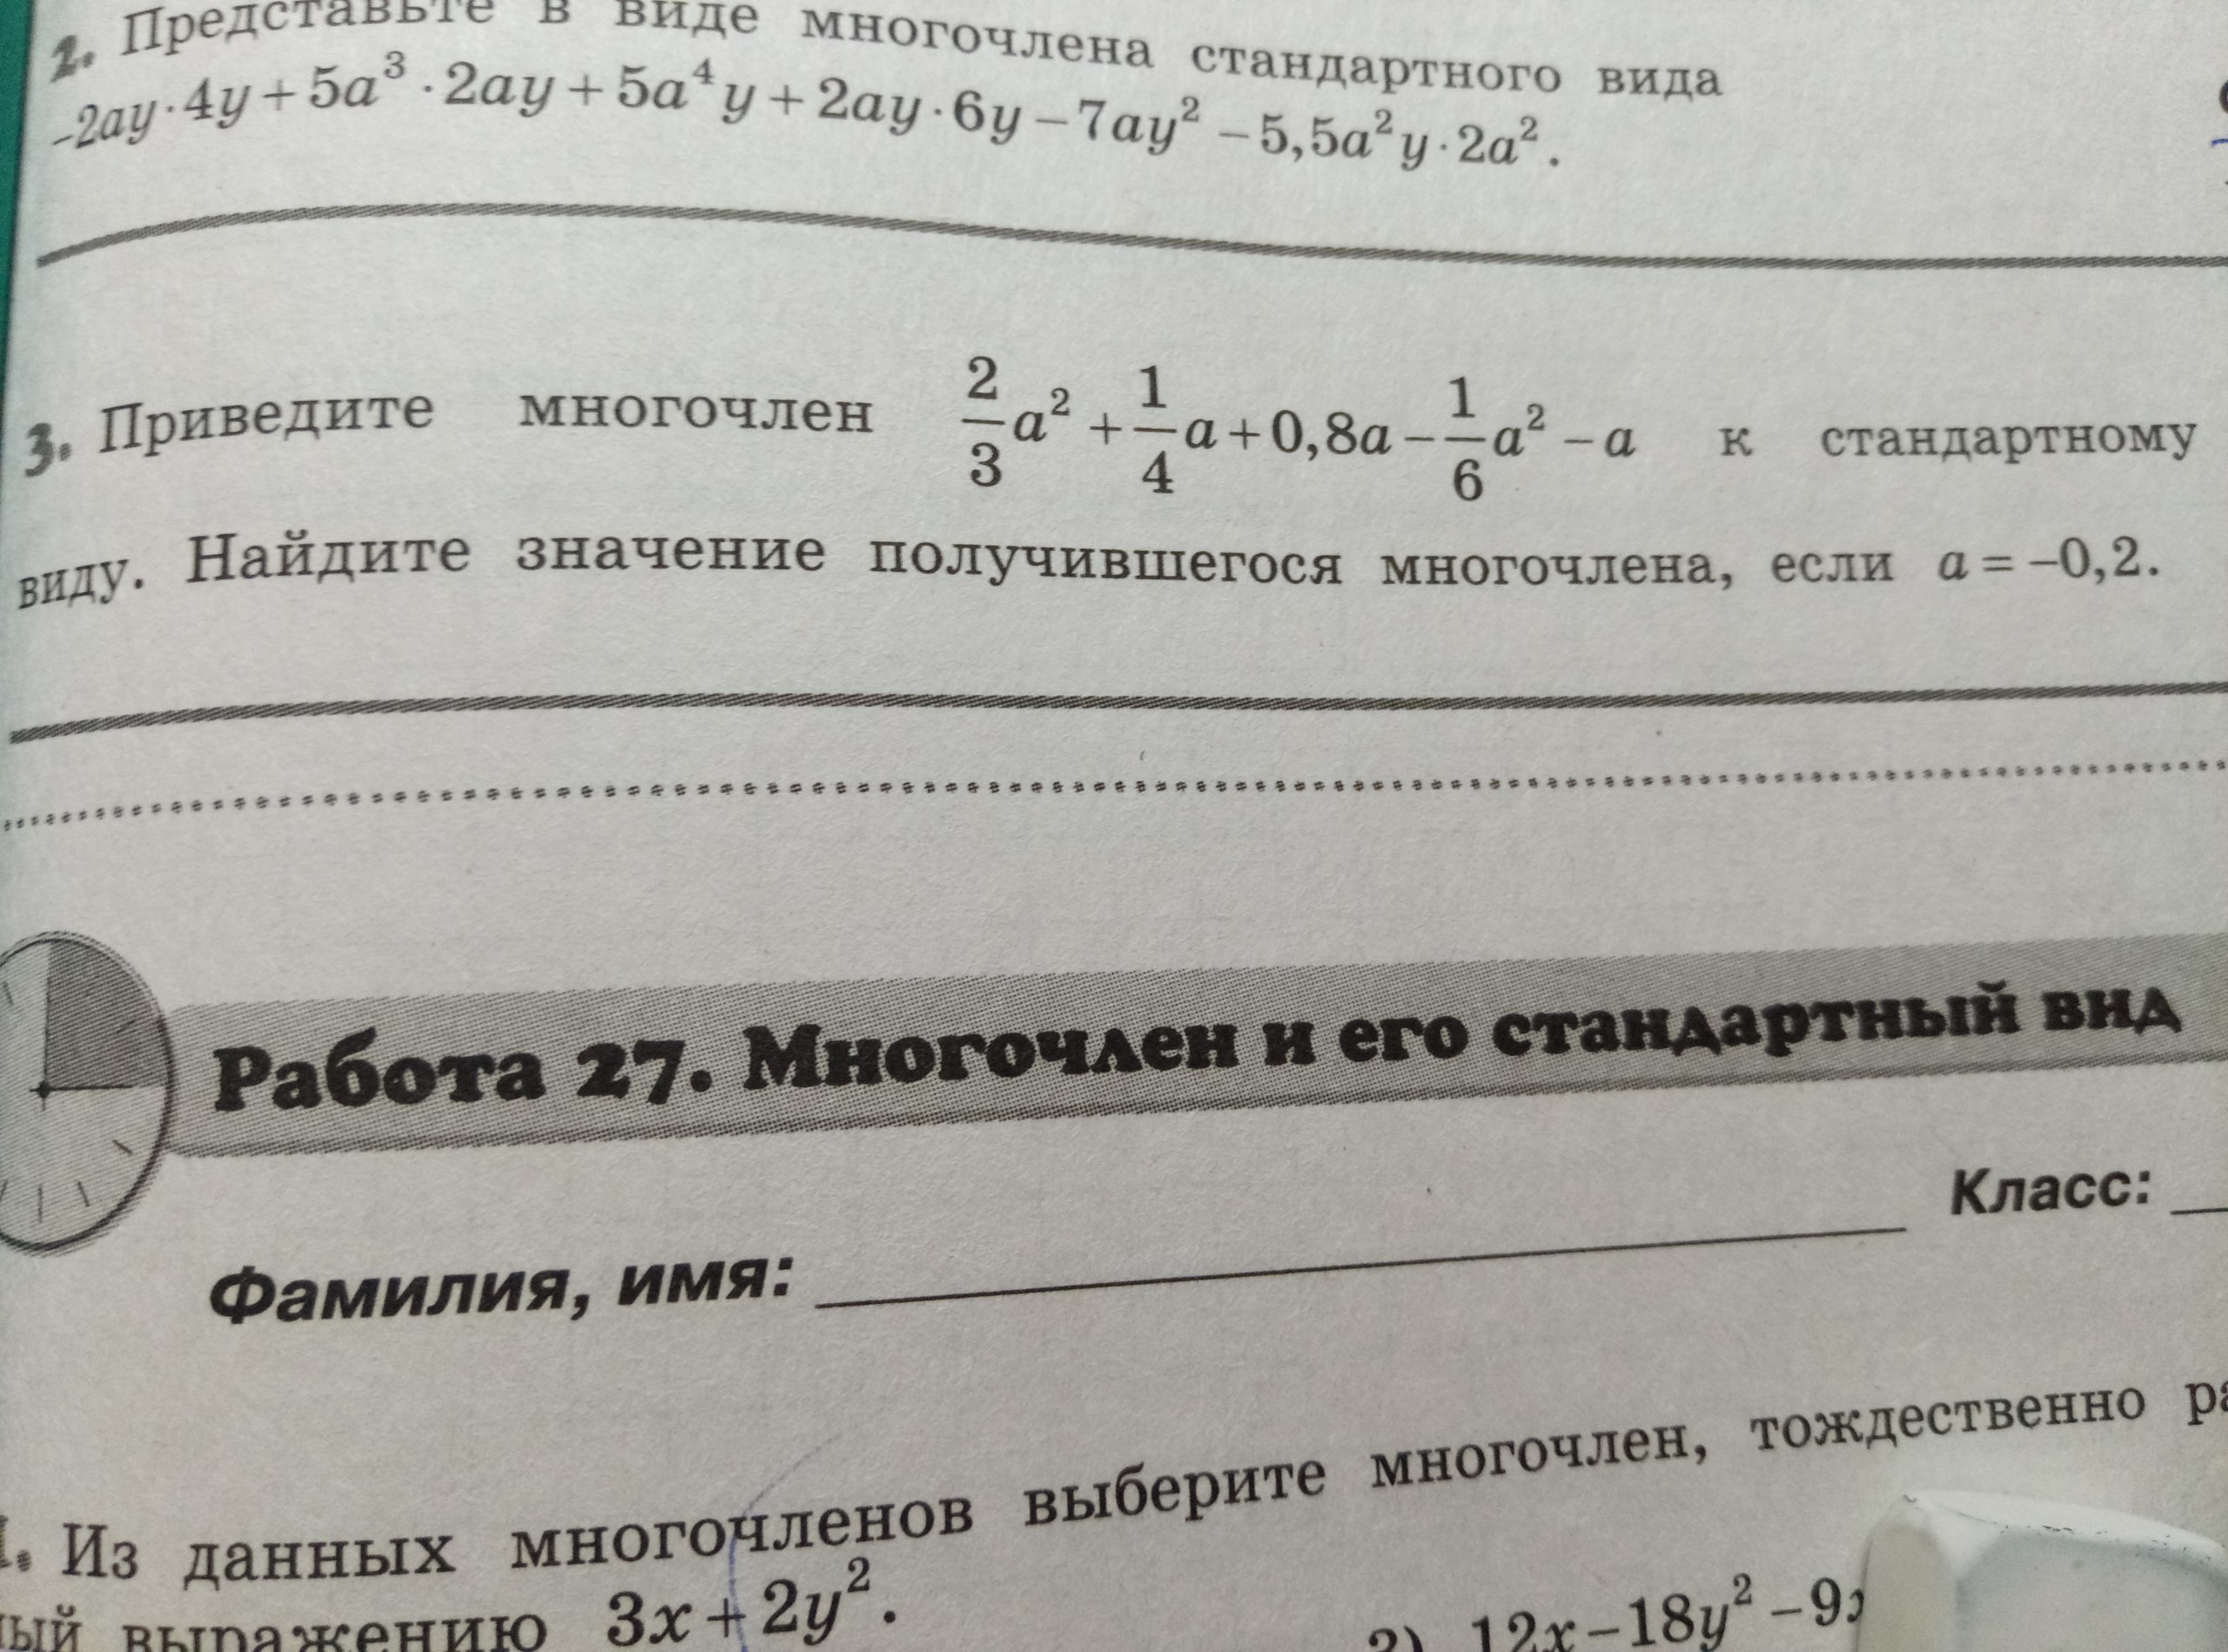 2. Представьте в виде многочлена стандартного вида
-2ay·4y+5a³·2ay+5a⁴y+2ay·6y−7ay²−5,5a²y·2a².
3. Приведите многочлен 2/3a²+1/4a+0,8a−1/6a²−a к стандартному
виду. Найдите значение получившегося многочлена, если a=−0,2.
Работа 27. Многочлен и его стандартный вид
Фамилия, имя: Класс:
1. Из данных многочленов выберите многочлен, тождественно
выражению 3x+2y².
2) 12x−18y²−9